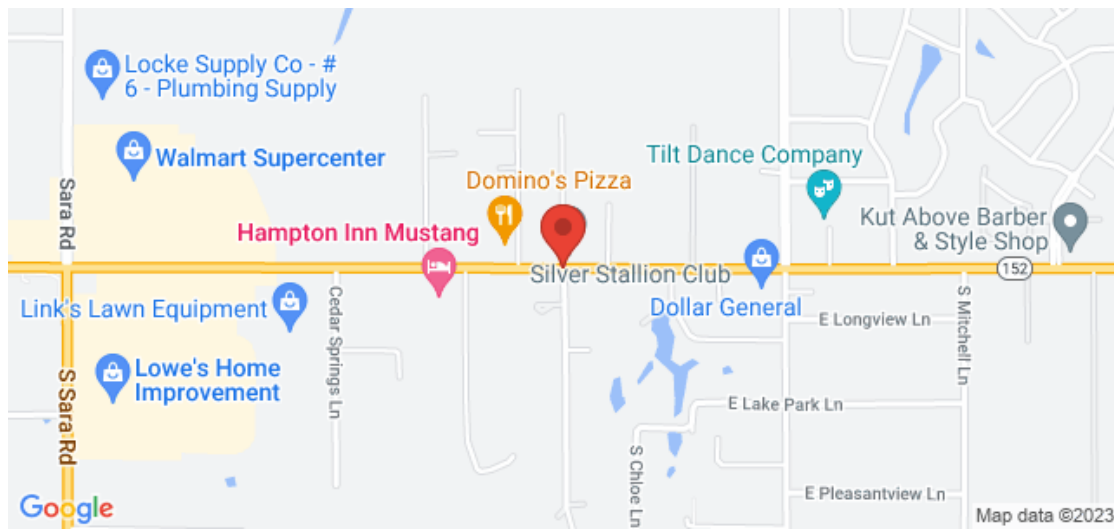 Locke Supply Co - #
6 - Plumbing Supply
Walmart Supercenter
Sara Rd
Domino's Pizza
Tilt Dance Company
Kut Above Barber
& Style Shop
Hampton Inn Mustang
Silver Stallion Club
152
Link's Lawn Equipment
Cedar Springs Ln
Dollar General
E Longview Ln
S Mitchell Ln
Lowe's Home
Improvement
S Sara Rd
E Lake Park Ln
S Chloe Ln
E Pleasantview Ln
Google
Map data ©2023